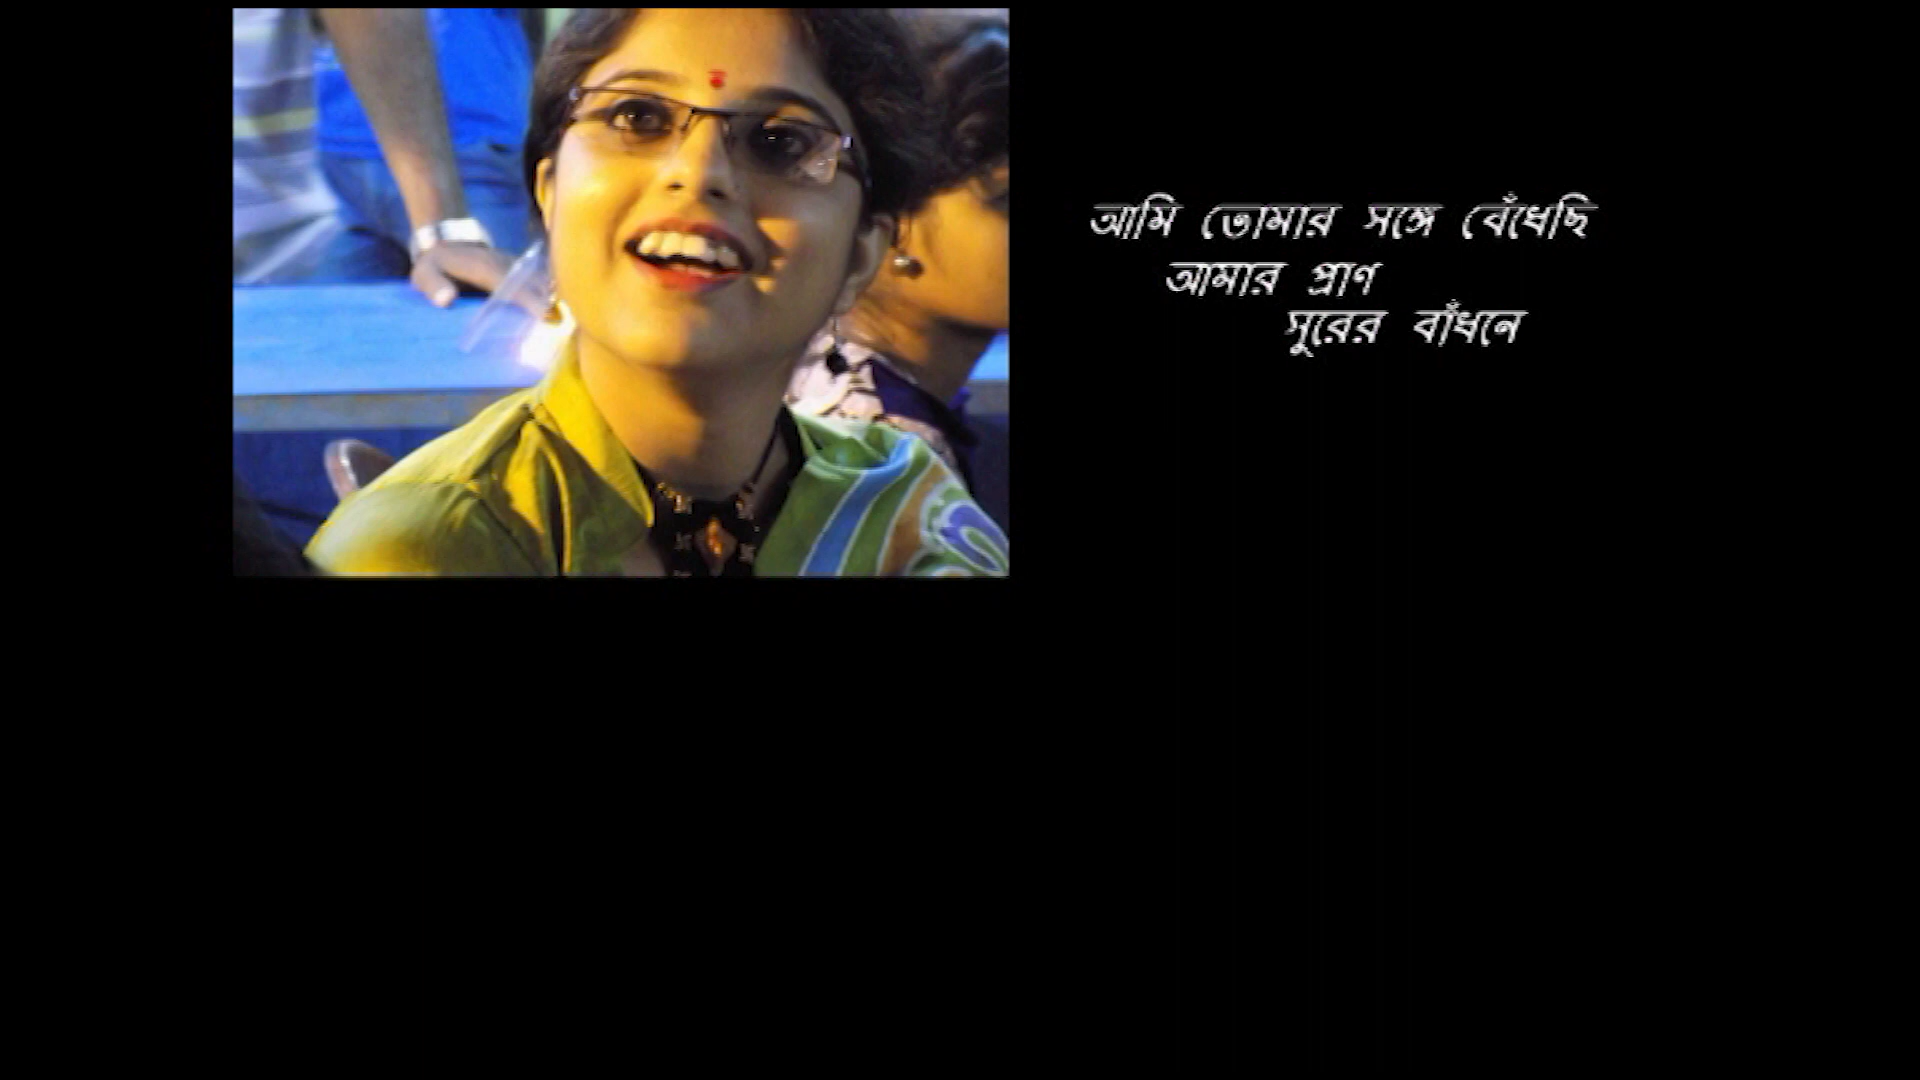 আমি তোমার সঙ্গে বেঁধেছি
আমার প্রাণ
সুরের বাঁধনে